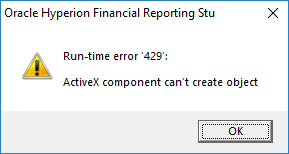 Oracle Hyperion Financial Reporting Stu
Run-time error '429':
ActiveX component can't create object
OK